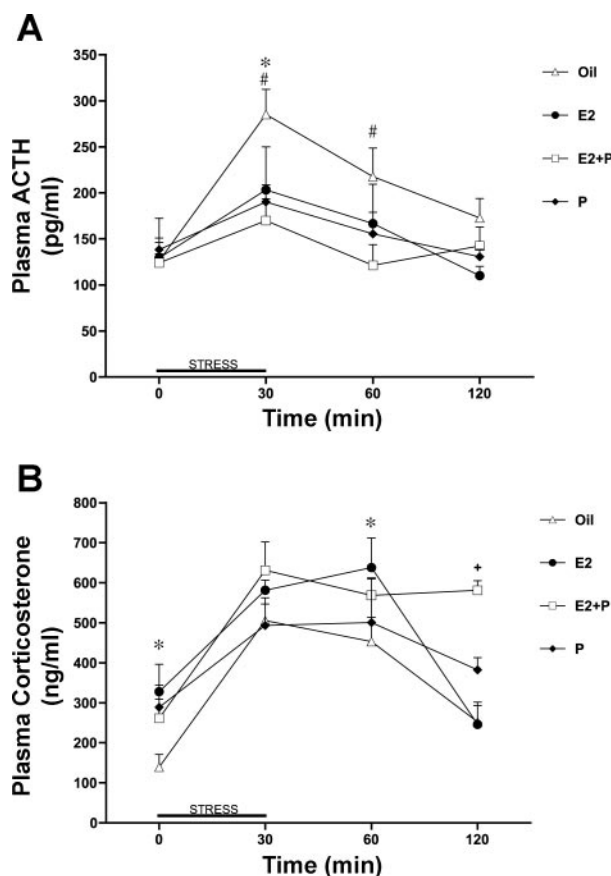 A
Plasma ACTH
(pg/ml)
400
350
300
250
200
150
100
50
0
*
#
#
STRESS
0 30 60 120
Time (min)
Oil
E2
E2+P
P
B
Plasma Corticosterone
(ng/ml)
800
700
600
500
400
300
200
100
0
*
*
+
STRESS
0 30 60 120
Time (min)
Oil
E2
E2+P
P